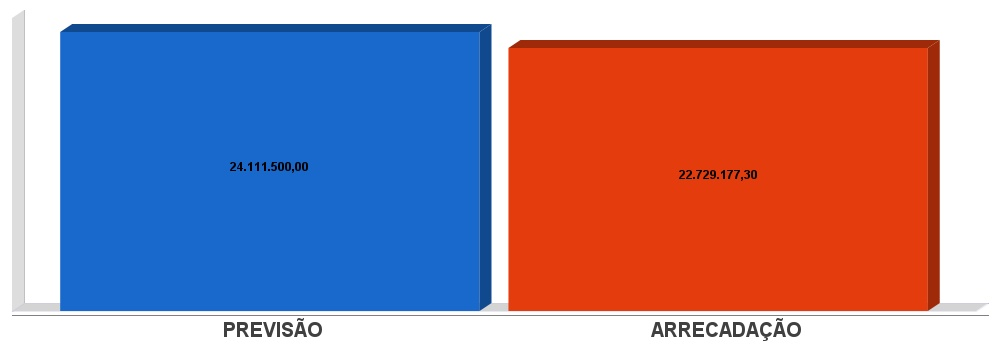 24.111.500,00
22.729.177,30
PREVISÃO
ARRECADAÇÃO